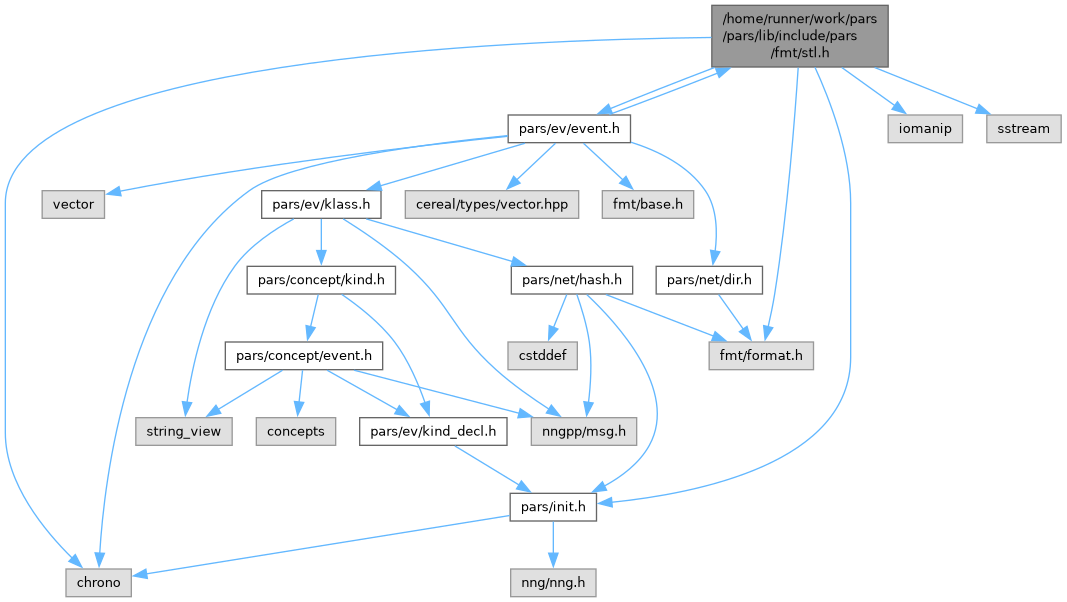 /home/runner/work/pars
/pars/lib/include/pars
/fmt/stl.h
pars/ev/event.h
iomanip
sstream
vector
pars/ev/klass.h
cereal/types/vector.hpp
fmt/base.h
pars/concept/kind.h
pars/net/hash.h
pars/net/dir.h
pars/concept/event.h
cstddef
fmt/format.h
string_view
concepts
pars/ev/kind_decl.h
nngpp/msg.h
pars/init.h
chrono
nng/nng.h